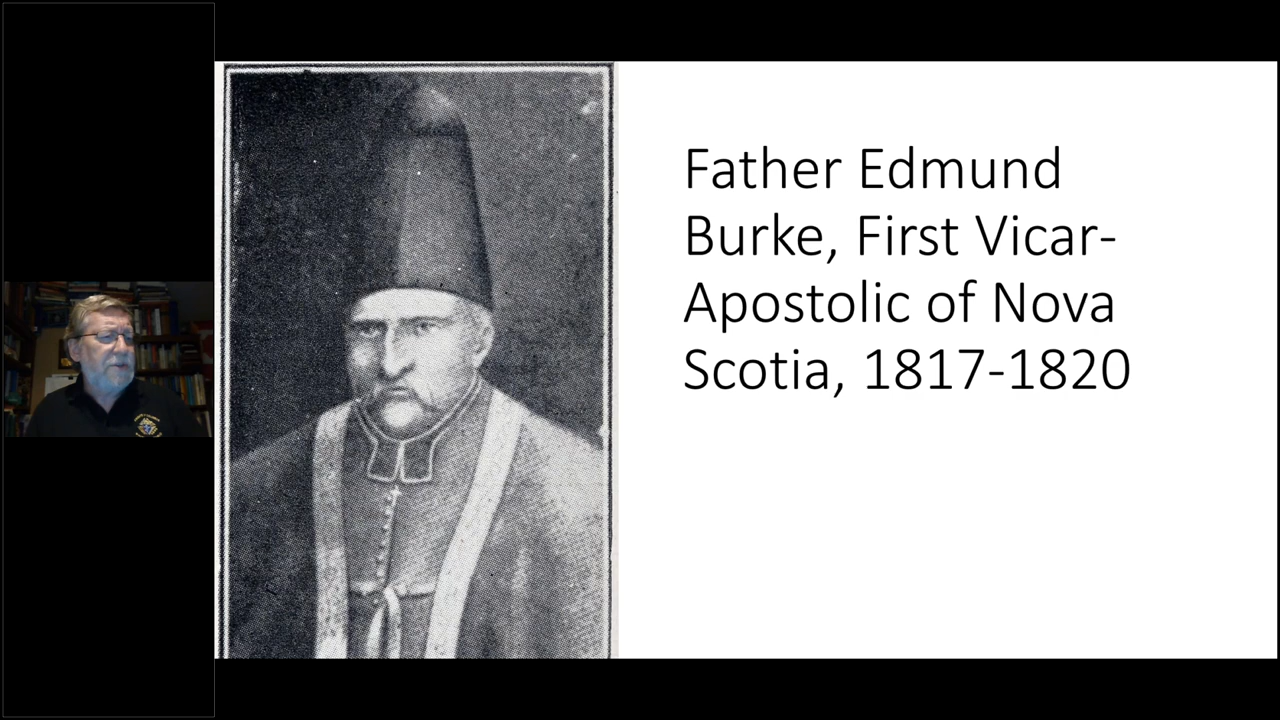 Father Edmund
Burke, First Vicar-
Apostolic of Nova
Scotia, 1817-1820